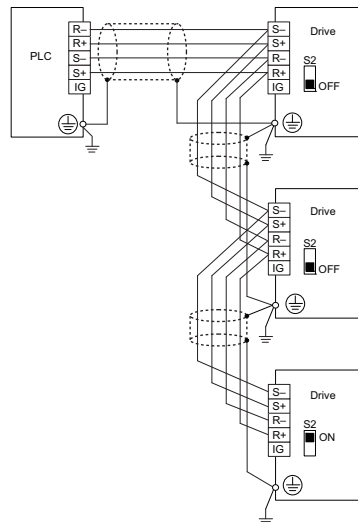 PLC
R–
R+
S–
S+
IG
S–
S+
R–
R+
IG
Drive
S2
OFF
S–
S+
R–
R+
IG
Drive
S2
OFF
S–
S+
R–
R+
IG
Drive
S2
ON